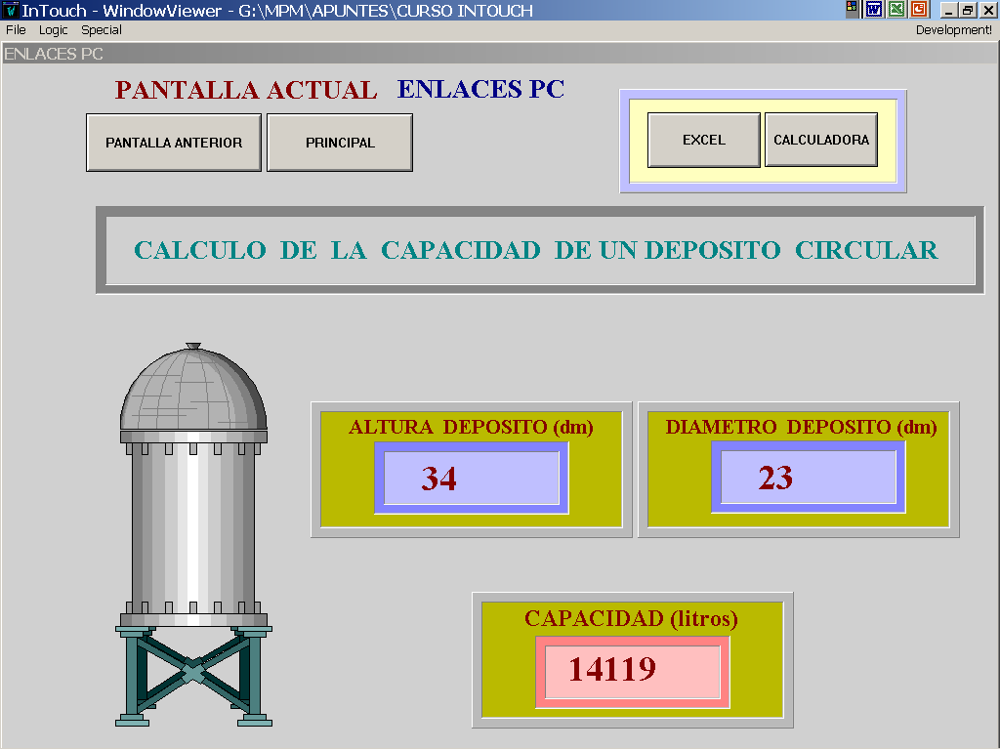 InTouch - WindowViewer - G:\MPM\APUNTES\CURSO INTOUCH
File Logic Special Development!
ENLACES PC
PANTALLA ACTUAL ENLACES PC
PANTALLA ANTERIOR PRINCIPAL EXCEL CALCULADORA
CALCULO DE LA CAPACIDAD DE UN DEPOSITO CIRCULAR
ALTURA DEPOSITO (dm) DIAMETRO DEPOSITO (dm)
34 23
CAPACIDAD (litros)
14119